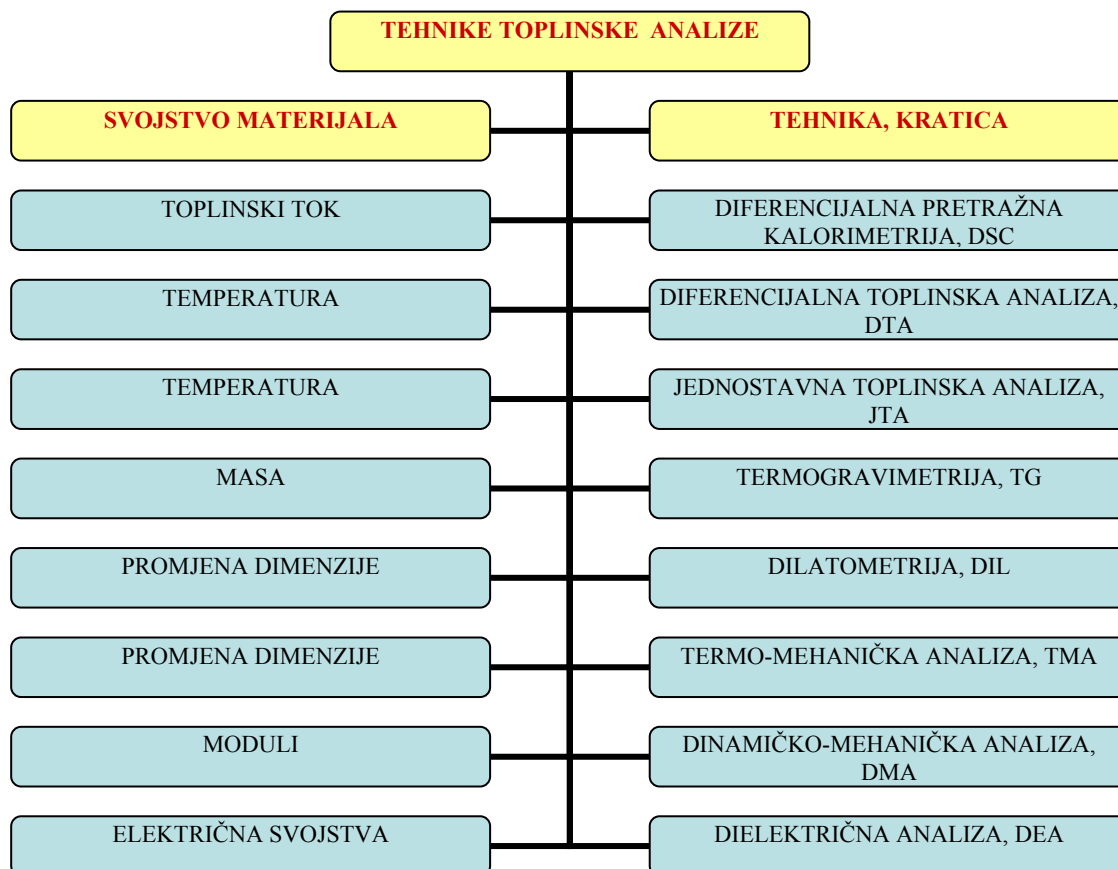 TEHNIKE TOPLINSKE ANALIZE
SVOJSTVO MATERIJALA
TEHNIKA, KRATICA
TOPLINSKI TOK
DIFERENCIJALNA PRETRAŽNA
KALORIMETRIJA, DSC
TEMPERATURA
DIFERENCIJALNA TOPLINSKA ANALIZA,
DTA
TEMPERATURA
JEDNOSTAVNA TOPLINSKA ANALIZA,
JTA
MASA
TERMOGRAVIMETRIJA, TG
PROMJENA DIMENZIJE
DILATOMETRIJA, DIL
PROMJENA DIMENZIJE
TERMO-MEHANIČKA ANALIZA, TMA
MODULI
DINAMIČKO-MEHANIČKA ANALIZA,
DMA
ELEKTRIČNA SVOJSTVA
DIELEKTRIČNA ANALIZA, DEA